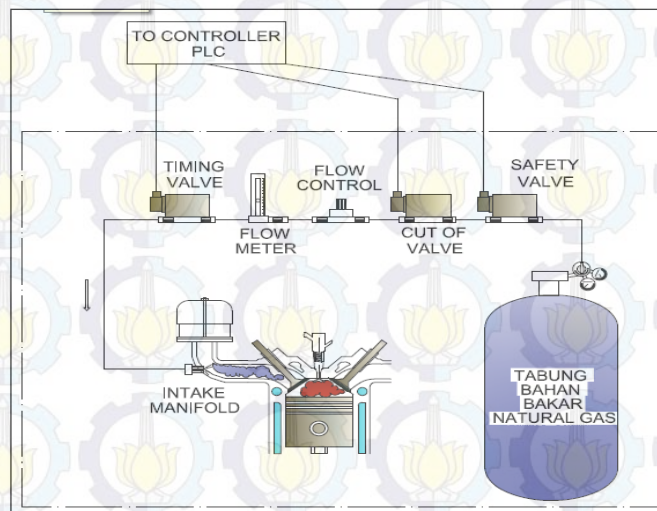 TO CONTROLLER
PLC
TIMING
VALVE
FLOW
CONTROL
SAFETY
VALVE
FLOW
METER
CUT OF
VALVE
INTAKE
MANIFOLD
TABUNG
BAHAN
BAKAR
NATURAL GAS